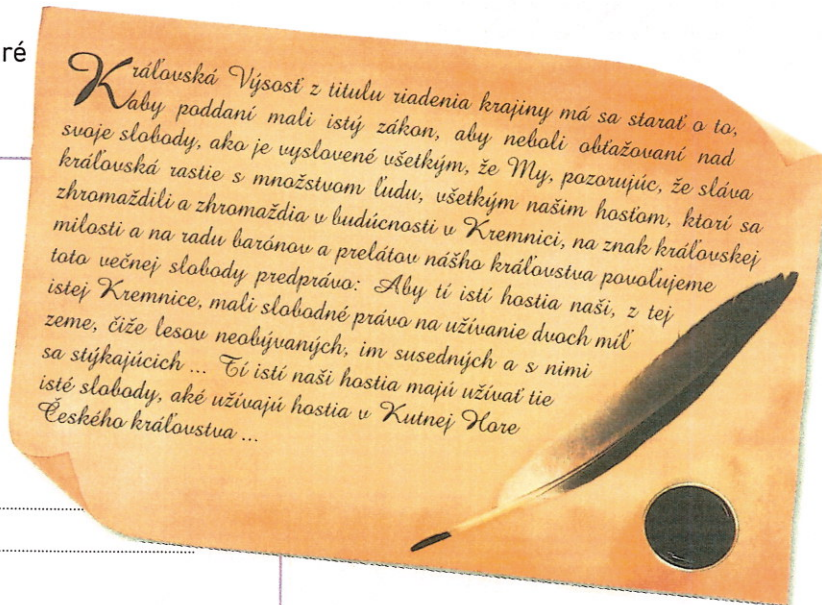 ré
Kráľovská Výsosť z titulu riadenia krajiny má sa starať o to,
aby poddaní mali istý zákon, aby neboli obťažovaní nad
svoje slobody, ako je vyslovené všetkým, že My, pozorujúc, že sláva
kráľovská rastie s množstvom ľudu, všetkým našim hosťom, ktorí sa
zhromaždili a zhromaždia v budúcnosti v Kremnici, na znak kráľovskej
milosti a na radu barónov a prelátov nášho kráľovstva povoľujeme
toto večnej slobody predprávo: Aby tí istí hostia naši, z tej
istej Kremnice, mali slobodné právo na užívanie dvoch míľ
zeme, čiže lesov neobývaných, im susedných a s nimi
sa stýkajúcich ... Tí istí naši hostia majú užívať tie
isté slobody, aké užívajú hostia v Kutnej Hore
Českého kráľovstva ...